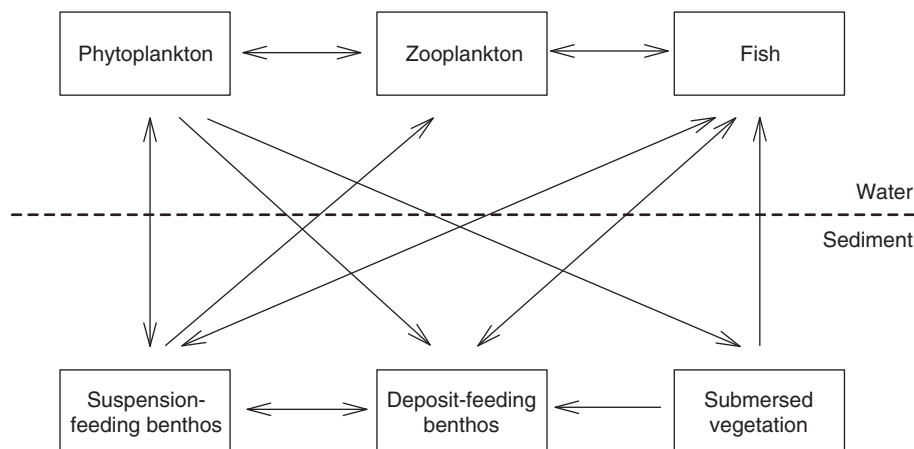 Phytoplankton
Zooplankton
Fish
Water
Sediment
Suspension-
feeding benthos
Deposit-feeding
benthos
Submersed
vegetation